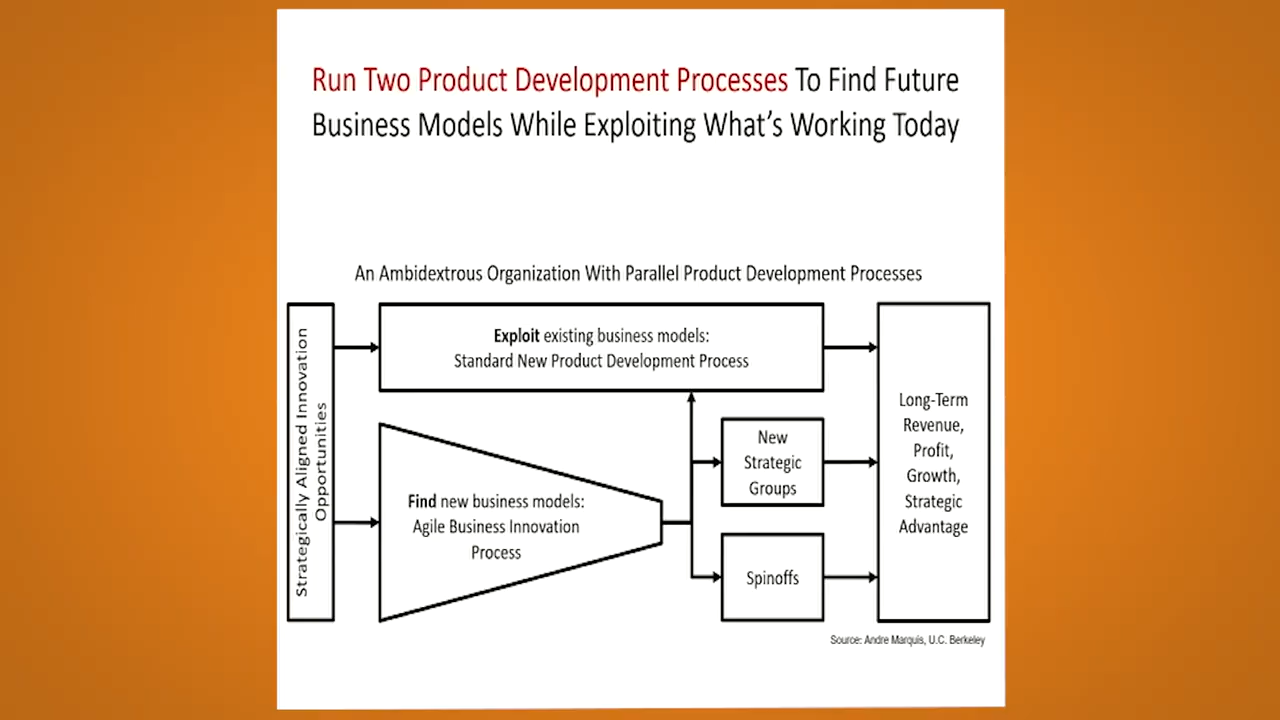 Run Two Product Development Processes To Find Future
Business Models While Exploiting What's Working Today
An Ambidextrous Organization With Parallel Product Development Processes
Strategically Aligned Innovation
Opportunities
Exploit existing business models:
Standard New Product Development Process
Find new business models:
Agile Business Innovation
Process
New
Strategic
Groups
Spinoffs
Long-Term
Revenue,
Profit,
Growth,
Strategic
Advantage
Source: Andre Marquis, U.C. Berkeley